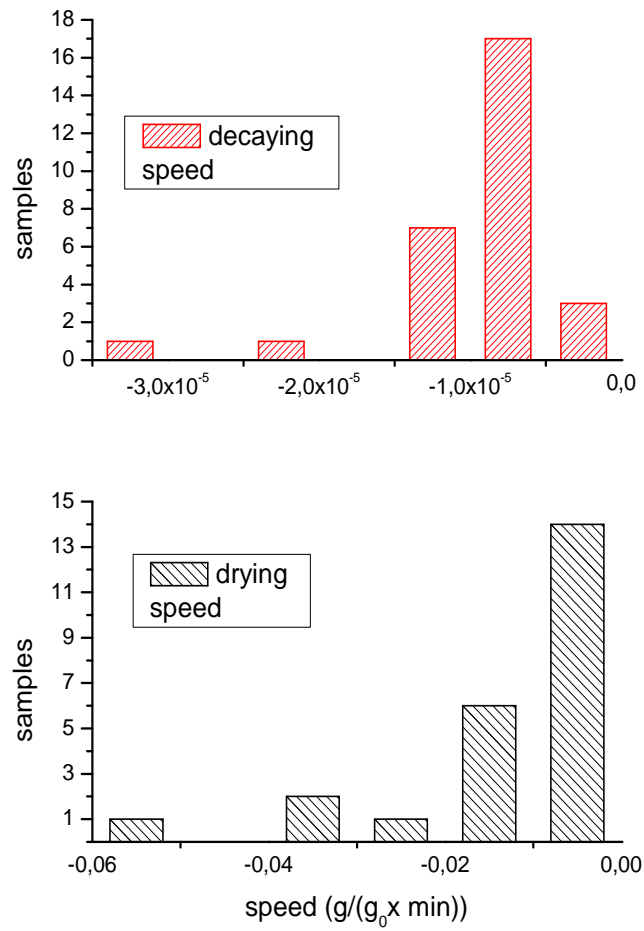 18
16
14
12
10
8
6
4
2
0
samples
decaying
speed
-3,0x10⁻⁵ -2,0x10⁻⁵ -1,0x10⁻⁵ 0,0
15
13
11
9
7
6
3
1
samples
drying
speed
-0,06 -0,04 -0,02 0,00
speed (g/(g₀x min))